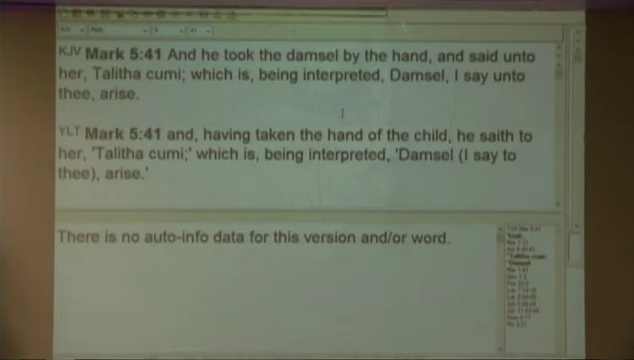 KJV Mark 5:41 And he took the damsel by the hand, and said unto
her, Talitha cumi; which is, being interpreted, Damsel, I say unto
thee, arise.
YLT Mark 5:41 and, having taken the hand of the child, he saith to
her, 'Talitha cumi;' which is, being interpreted, 'Damsel (I say to
thee), arise.'
There is no auto-info data for this version and/or word.